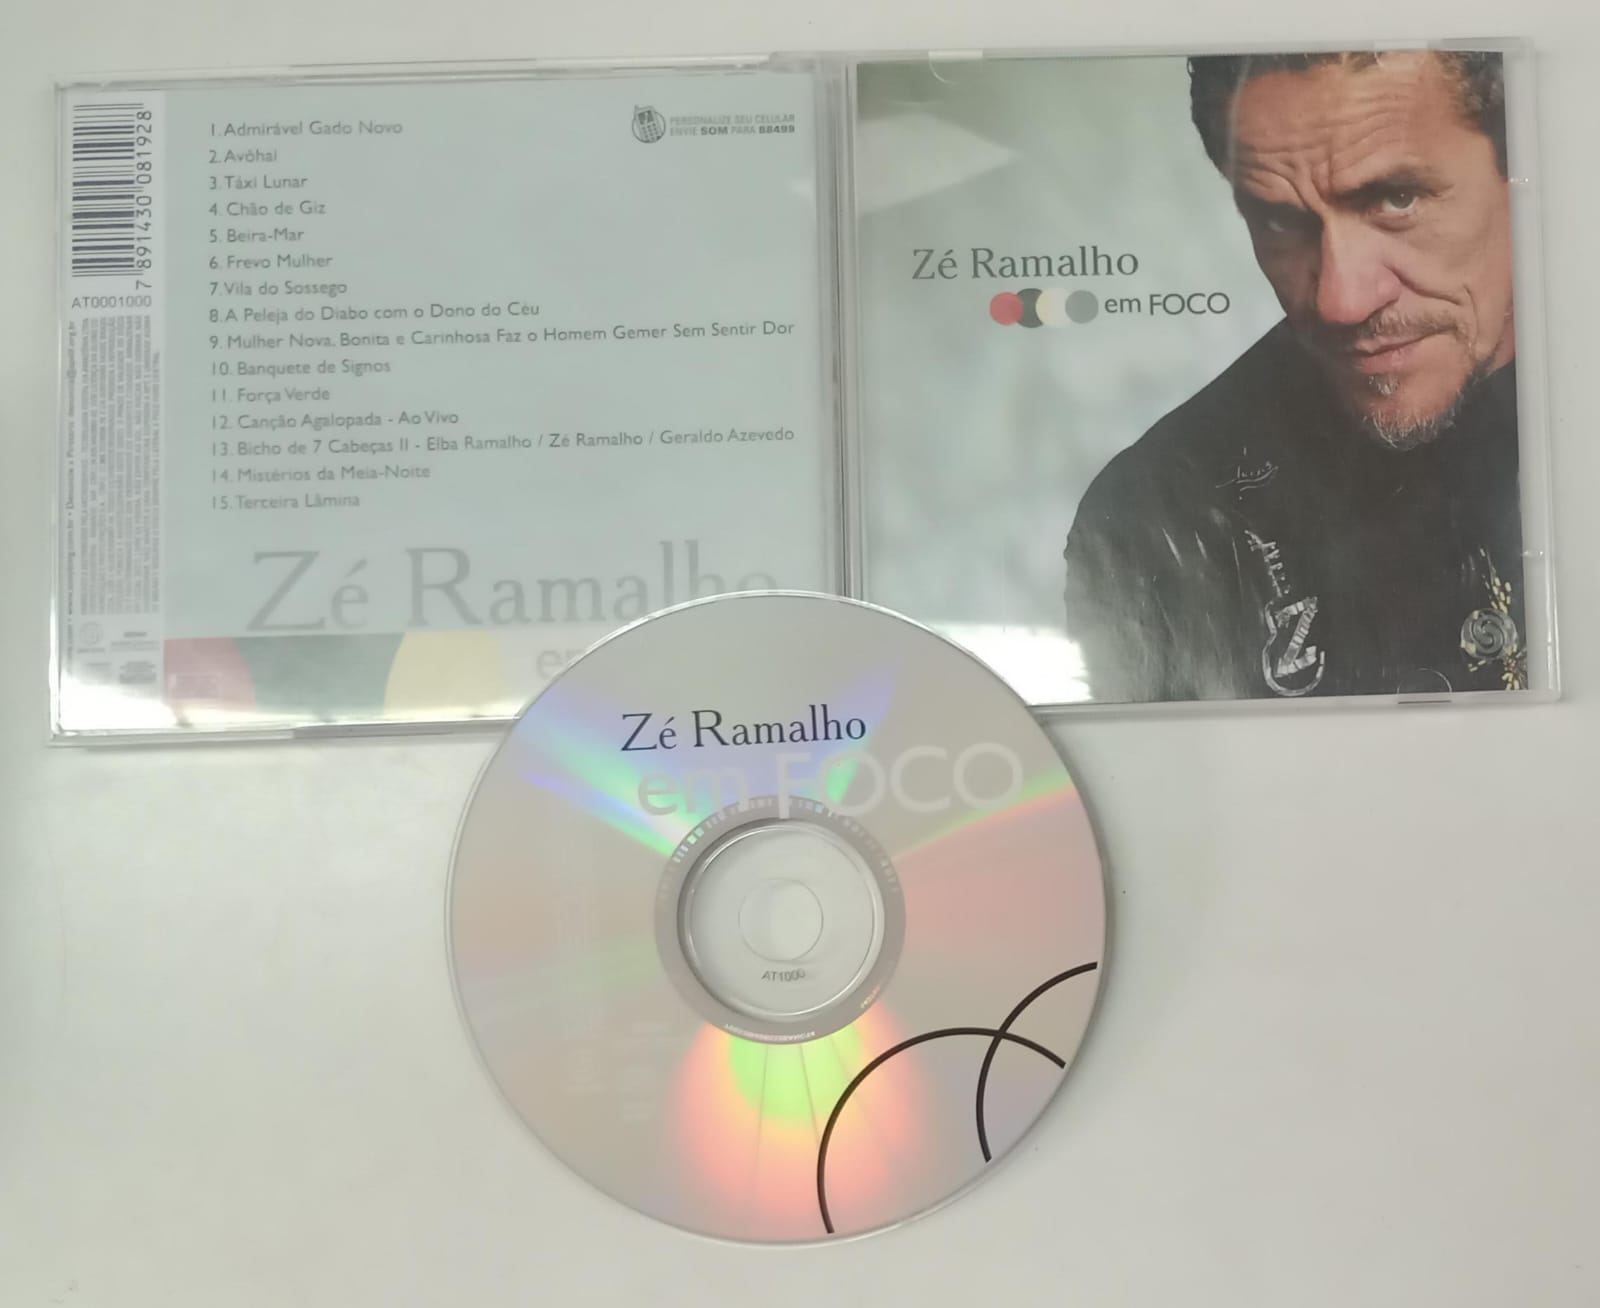 1. Admirável Gado Novo
2. Avôhai
3. Táxi Lunar
4. Chão de Giz
5. Beira-Mar
6. Frevo Mulher
7. Vila do Sossego
8. A Peleja do Diabo com o Dono do Céu
9. Mulher Nova, Bonita e Carinhosa Faz o Homem Gemer Sem Sentir Dor
10. Banquete de Signos
11. Força Verde
12. Canção Agalopada - Ao Vivo
13. Bicho de 7 Cabeças II - Elba Ramalho / Zé Ramalho / Geraldo Azevedo
14. Mistérios da Meia-Noite
15. Terceira Lâmina
PERSONALIZE SEU CELULAR
ENVIE SOM PARA 88499
7 891430 081928
AT0001000
Zé Ramalho
Zé Ramalho
em FOCO
Zé Ramalho
em FOCO
AT1000